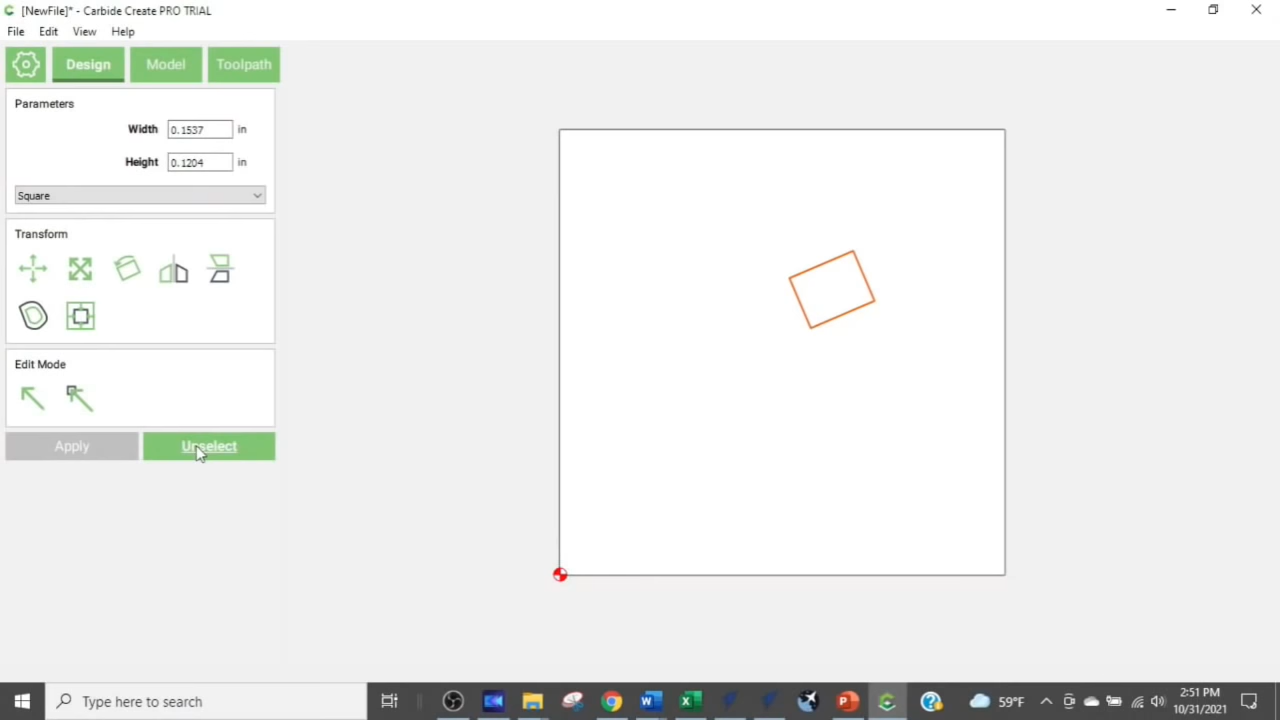 [NewFile]* - Carbide Create PRO TRIAL
File Edit View Help
Design Model Toolpath
Parameters
Width 0.1537 in
Height 0.1204 in
Square
Transform
Edit Mode
Apply Unselect
Type here to search
59°F
2:51 PM
10/31/2021